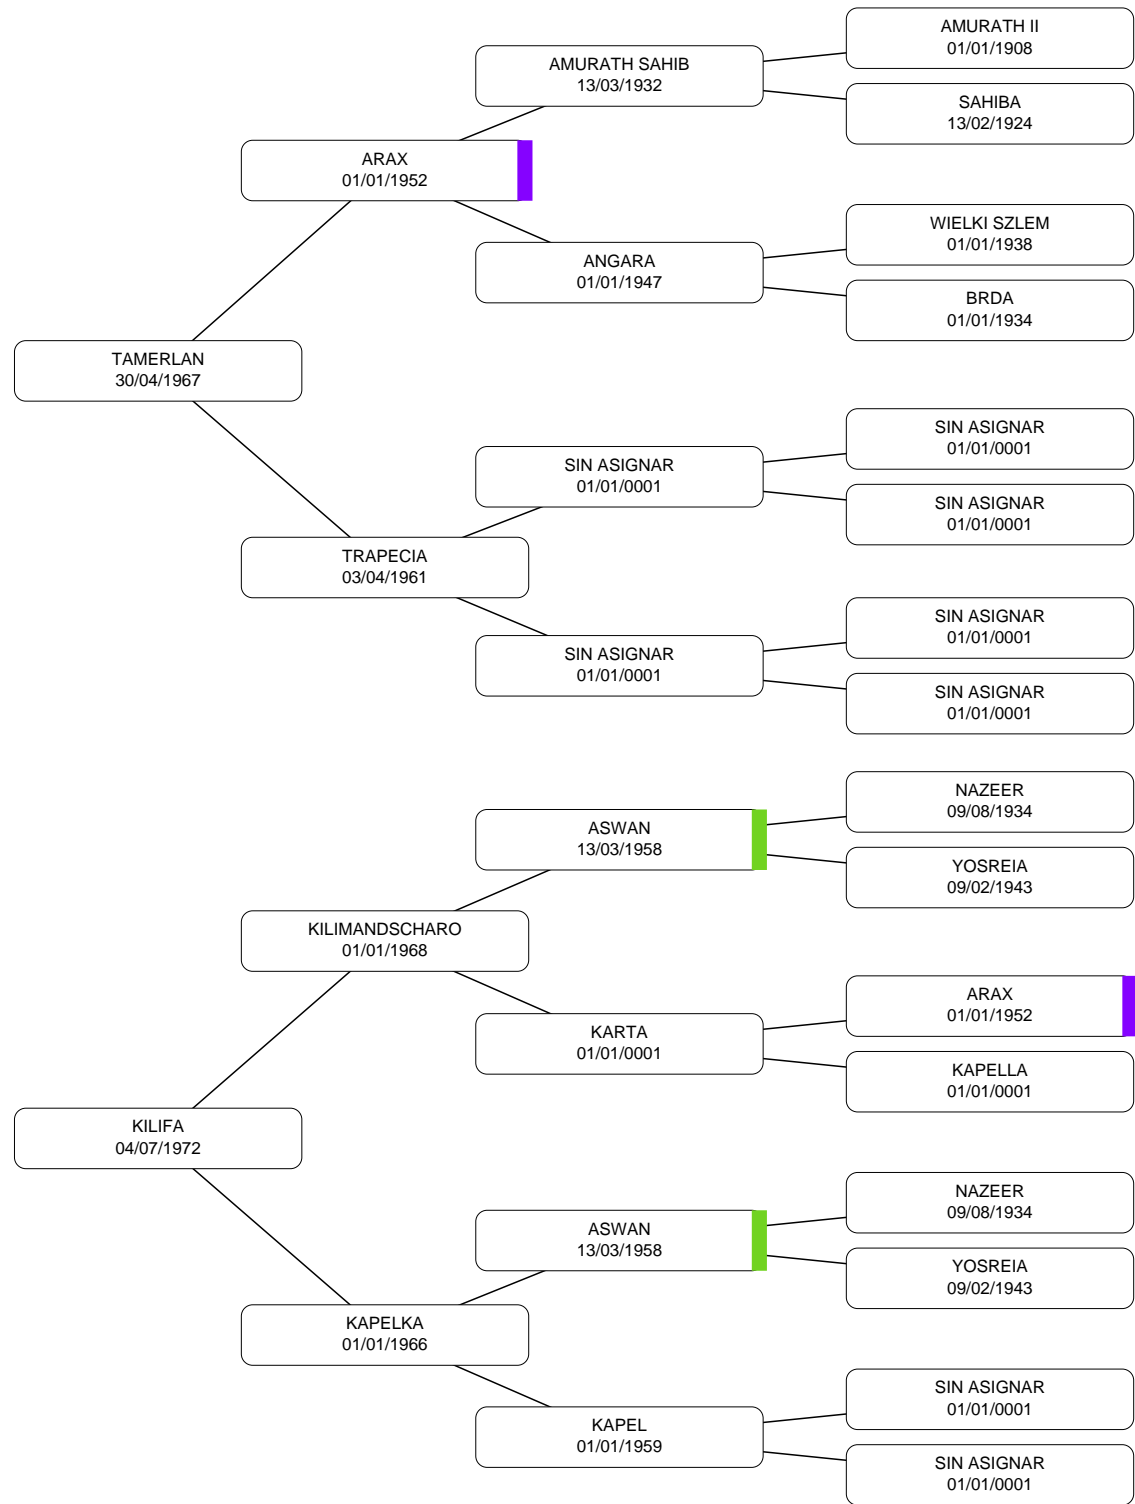 AMURATH II
01/01/1908
AMURATH SAHIB
13/03/1932
SAHIBA
13/02/1924
ARAX
01/01/1952
WIELKI SZLEM
01/01/1938
ANGARA
01/01/1947
BRDA
01/01/1934
TAMERLAN
30/04/1967
SIN ASIGNAR
01/01/0001
SIN ASIGNAR
01/01/0001
SIN ASIGNAR
01/01/0001
TRAPECIA
03/04/1961
SIN ASIGNAR
01/01/0001
SIN ASIGNAR
01/01/0001
SIN ASIGNAR
01/01/0001
NAZEER
09/08/1934
ASWAN
13/03/1958
YOSREIA
09/02/1943
KILIMANDSCHARO
01/01/1968
ARAX
01/01/1952
KARTA
01/01/0001
KAPELLA
01/01/0001
KILIFA
04/07/1972
NAZEER
09/08/1934
ASWAN
13/03/1958
YOSREIA
09/02/1943
KAPELKA
01/01/1966
SIN ASIGNAR
01/01/0001
KAPEL
01/01/1959
SIN ASIGNAR
01/01/0001